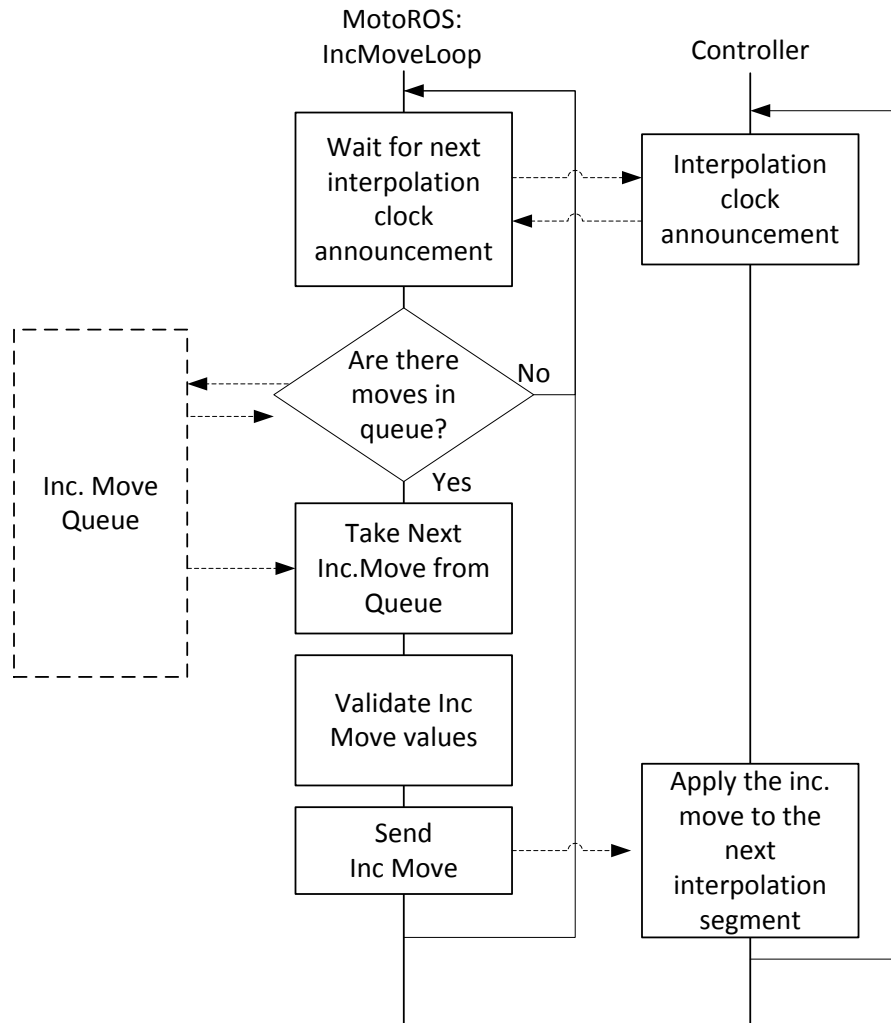 MotoROS:
IncMoveLoop
Controller
Wait for next
interpolation
clock
announcement
Interpolation
clock
announcement
Are there
moves in
queue?
No
Yes
Inc. Move
Queue
Take Next
Inc.Move from
Queue
Validate Inc
Move values
Send
Inc Move
Apply the inc.
move to the
next
interpolation
segment